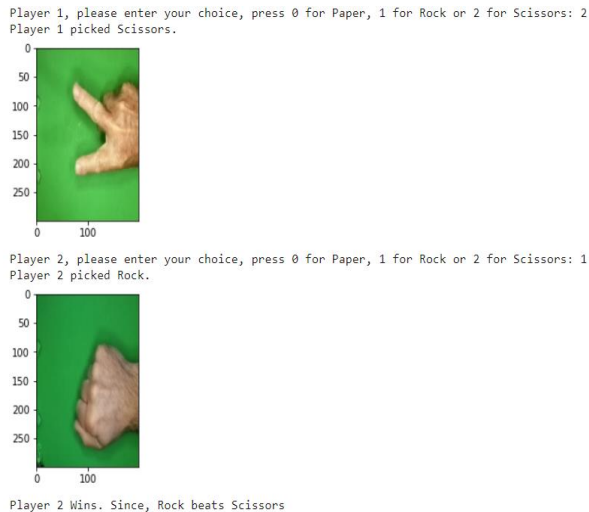 Player 1, please enter your choice, press 0 for Paper, 1 for Rock or 2 for Scissors: 2
Player 1 picked Scissors.
0
50
100
150
200
250
0 100
Player 2, please enter your choice, press 0 for Paper, 1 for Rock or 2 for Scissors: 1
Player 2 picked Rock.
0
50
100
150
200
250
0 100
Player 2 Wins. Since, Rock beats Scissors